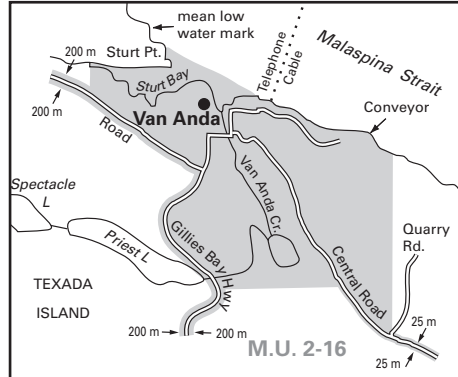 mean low
water mark
200 m
Sturt Pt.
Telephone
Cable
Malaspina Strait
200 m
Sturt Bay
Van Anda
Conveyor
Road
Spectacle
L
Van Anda Cr.
Priest L
Gillies Bay
Hwy
Central Road
Quarry
Rd.
TEXADA
ISLAND
200 m
200 m
25 m
M.U. 2-16
25 m